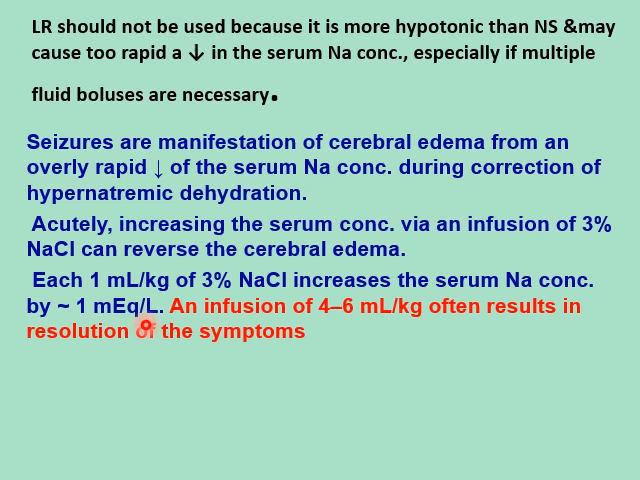 LR should not be used because it is more hypotonic than NS &may
cause too rapid a ↓ in the serum Na conc., especially if multiple
fluid boluses are necessary.
Seizures are manifestation of cerebral edema from an
overly rapid ↓ of the serum Na conc. during correction of
hypernatremic dehydration.
Acutely, increasing the serum conc. via an infusion of 3%
NaCl can reverse the cerebral edema.
Each 1 mL/kg of 3% NaCl increases the serum Na conc.
by ~ 1 mEq/L. An infusion of 4–6 mL/kg often results in
resolution of the symptoms